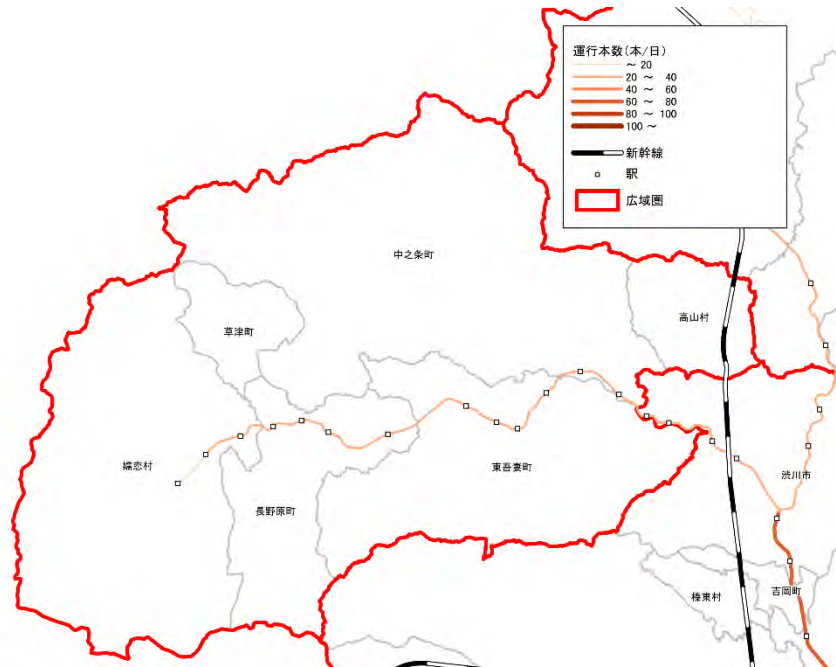 運行本数(本/日)
～ 20
20 ～ 40
40 ～ 60
60 ～ 80
80 ～ 100
100 ～
新幹線
駅
広域圏
中之条町
高山村
草津町
嬬恋村
東吾妻町
長野原町
渋川市
榛東村
吉岡町